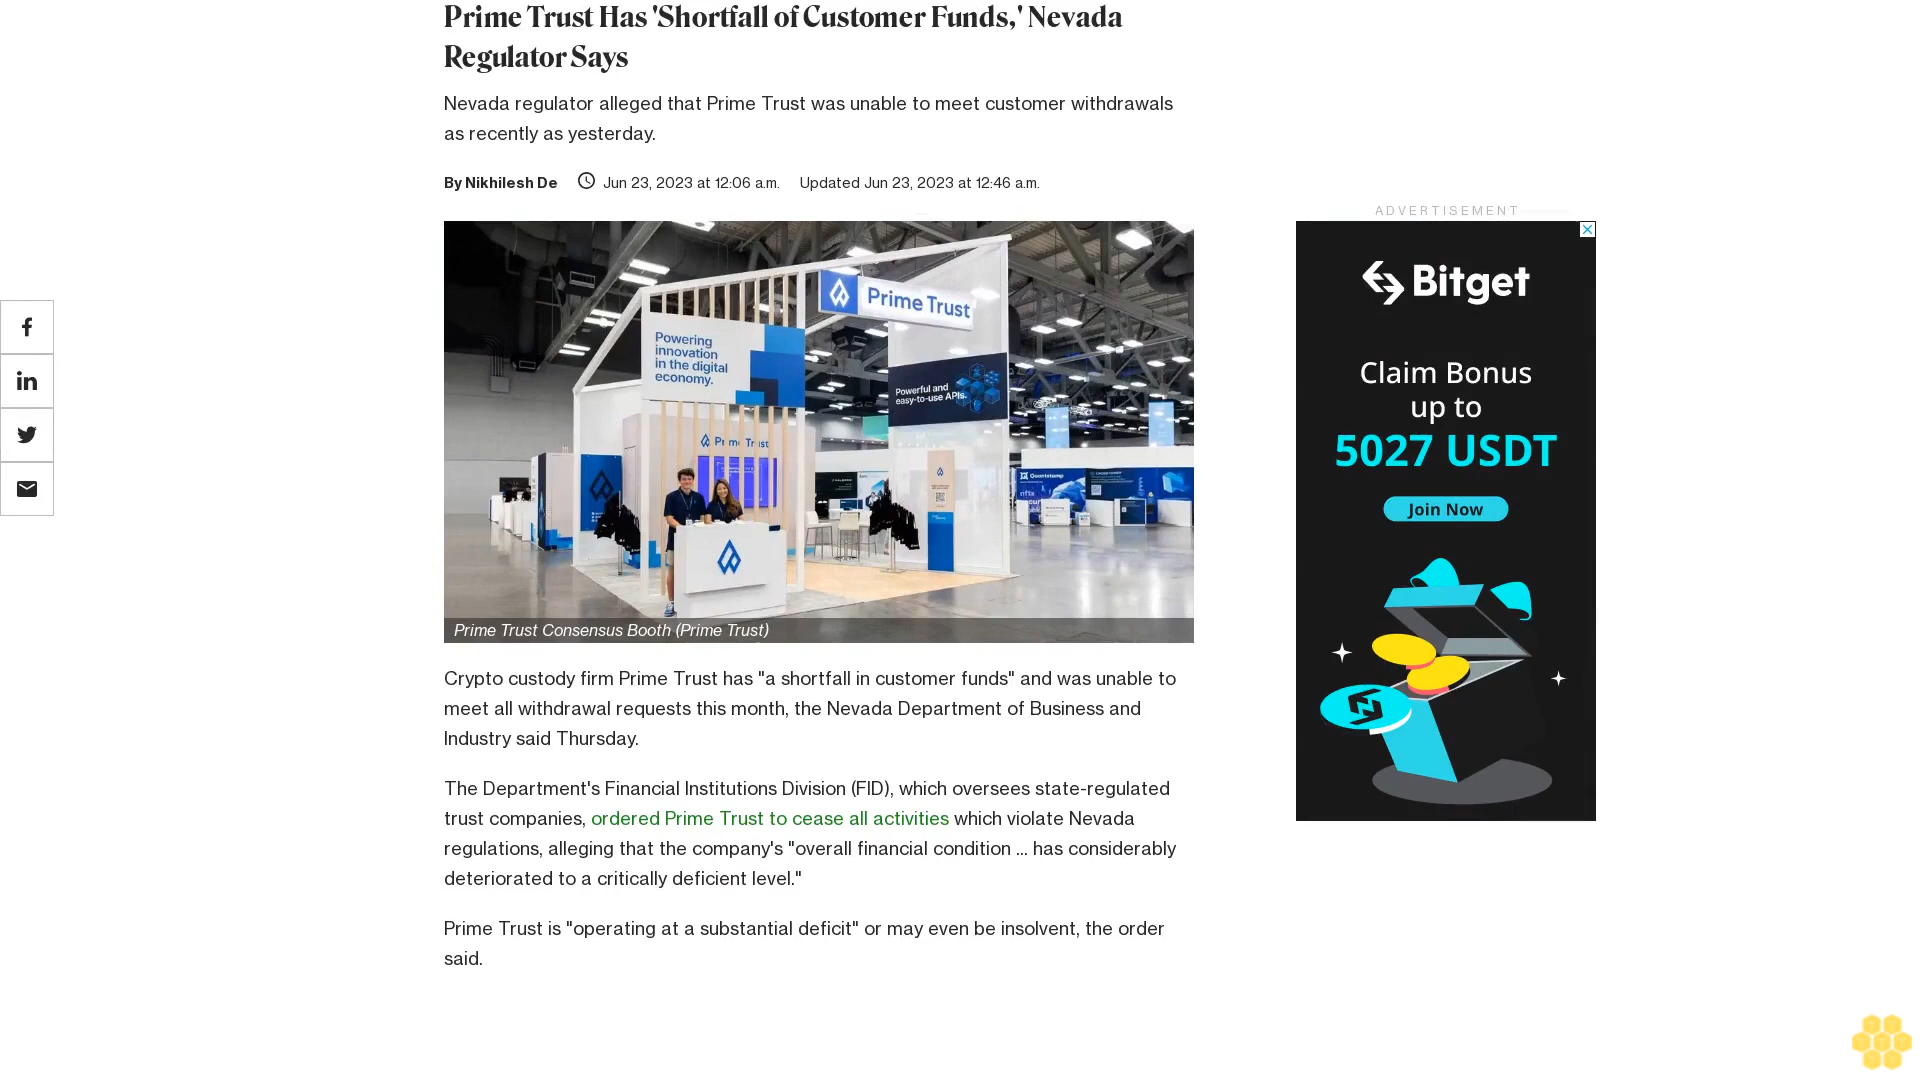 Prime Trust Has 'Shortfall of Customer Funds,' Nevada
Regulator Says
Nevada regulator alleged that Prime Trust was unable to meet customer withdrawals
as recently as yesterday.
By Nikhilesh De
Jun 23, 2023 at 12:06 a.m.
Updated Jun 23, 2023 at 12:46 a.m.
Prime Trust
Powering
innovation
in the digital
economy.
Powerful and
easy-to-use APIs.
Prime Trust
Quantstamp
Prime Trust Consensus Booth (Prime Trust)
Crypto custody firm Prime Trust has "a shortfall in customer funds" and was unable to
meet all withdrawal requests this month, the Nevada Department of Business and
Industry said Thursday.
The Department's Financial Institutions Division (FID), which oversees state-regulated
trust companies, ordered Prime Trust to cease all activities which violate Nevada
regulations, alleging that the company's "overall financial condition ... has considerably
deteriorated to a critically deficient level."
Prime Trust is "operating at a substantial deficit" or may even be insolvent, the order
said.
ADVERTISEMENT
Bitget
Claim Bonus
up to
5027 USDT
Join Now